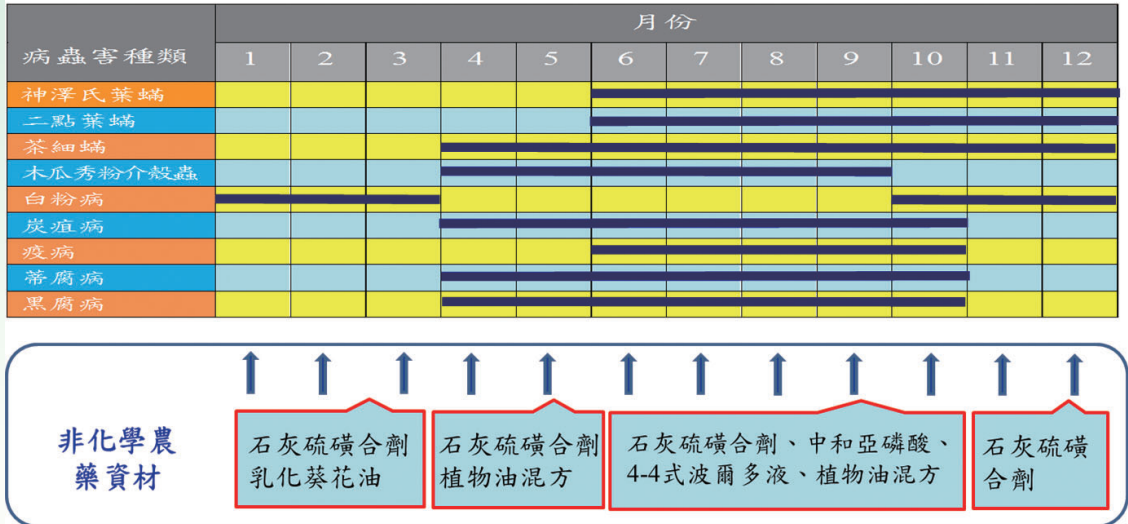 月份
病蟲害種類
1 2 3 4 5 6 7 8 9 10 11 12
神澤氏葉蟎
二點葉蟎
茶細蟎
木瓜秀粉介殼蟲
白粉病
炭疽病
疫病
蒂腐病
黑腐病
非化學農
藥資材
石灰硫磺合劑
乳化葵花油
石灰硫磺合劑
植物油混方
石灰硫磺合劑、中和亞磷酸、
4-4式波爾多液、植物油混方
石灰硫磺
合劑